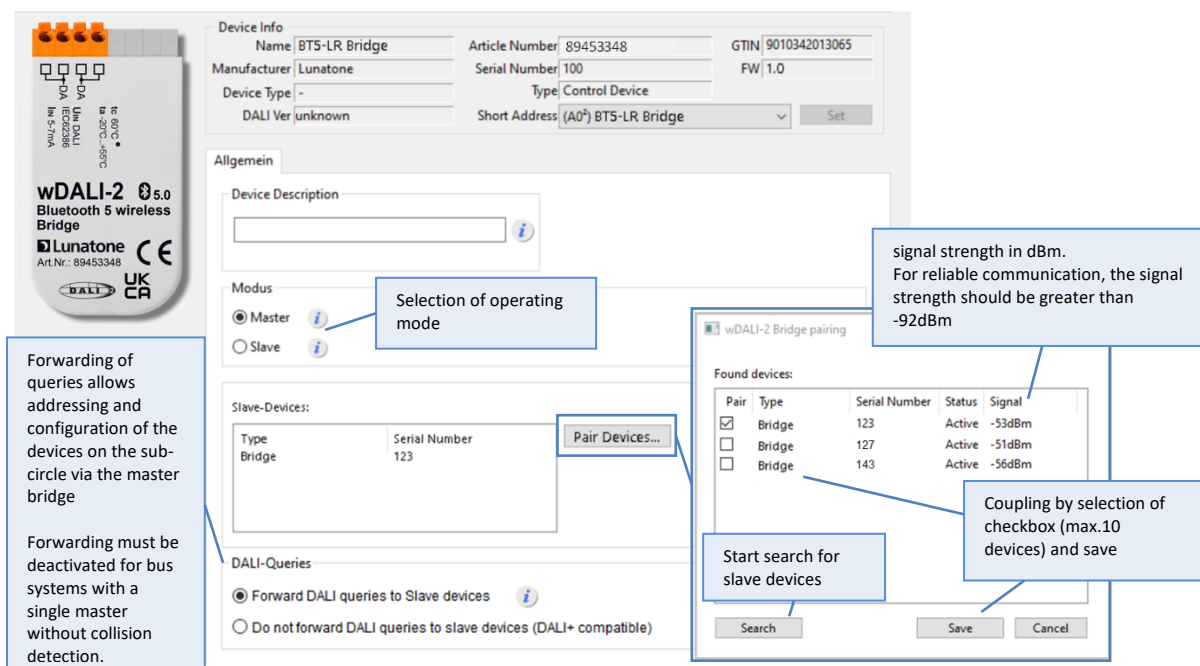 Device Info
Name BT5-LR Bridge
Article Number 89453348
GTIN 9010342013065
Manufacturer Lunatone
Serial Number 100
FW 1.0
Device Type -
Type Control Device
DALI Ver unknown
Short Address (A0²) BT5-LR Bridge
Set
DA
DA
IN 5-7mA
IEC62386
UIN DALI
ta -20°C...+55°C
tc 60°C
wDALI-2 5.0
Bluetooth 5 wireless
Bridge
Lunatone CE
Art.Nr.: 89453348
DALI 2
UK
CA
Allgemein
Device Description
Modus
Master
Slave
Selection of operating
mode
Slave-Devices:
Type Serial Number
Bridge 123
Pair Devices...
DALI-Queries
Forward DALI queries to Slave devices
Do not forward DALI queries to slave devices (DALI+ compatible)
Forwarding of
queries allows
addressing and
configuration of the
devices on the sub-
circle via the master
bridge
Forwarding must be
deactivated for bus
systems with a
single master
without collision
detection.
signal strength in dBm.
For reliable communication, the signal
strength should be greater than
-92dBm
wDALI-2 Bridge pairing
Found devices:
Pair Type Serial Number Status Signal
Bridge 123 Active -53dBm
Bridge 127 Active -51dBm
Bridge 143 Active -56dBm
Coupling by selection of
checkbox (max.10
devices) and save
Start search for
slave devices
Search
Save
Cancel